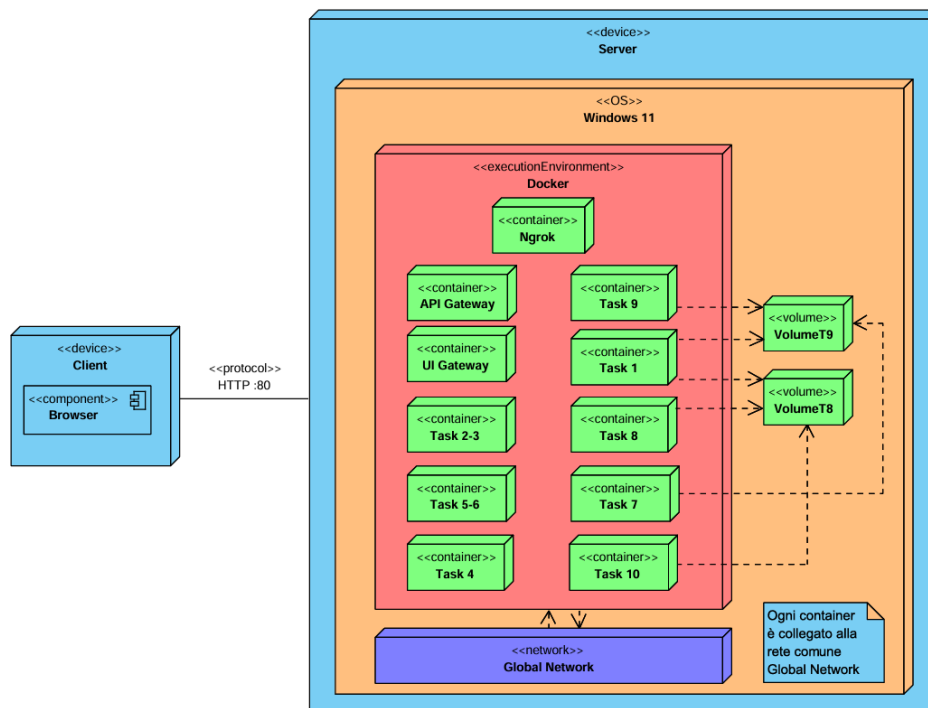 <<device>>
Server
<<OS>>
Windows 11
<<executionEnvironment>>
Docker
<<container>>
Ngrok
<<container>>
API Gateway
<<container>>
Task 9
<<container>>
UI Gateway
<<container>>
Task 1
<<container>>
Task 2-3
<<container>>
Task 8
<<container>>
Task 5-6
<<container>>
Task 7
<<container>>
Task 4
<<container>>
Task 10
<<volume>>
VolumeT9
<<volume>>
VolumeT8
<<device>>
Client
<<component>>
Browser
<<protocol>>
HTTP :80
<<network>>
Global Network
Ogni container
è collegato alla
rete comune
Global Network